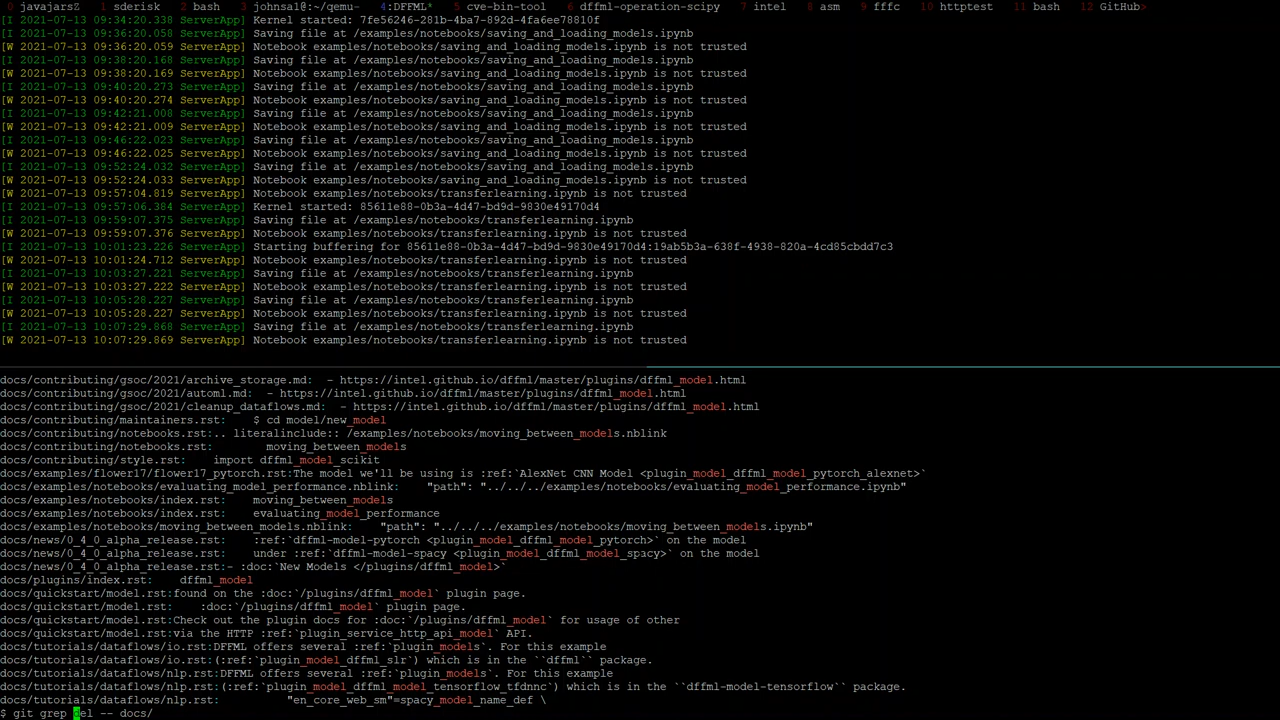 0 javajarsZ 1 sderisk 2 bash 3 johnsa1@:~/qemu- 4:DFFML* 5 cve-bin-tool 6 dffml-operation-scipy 7 intel 8 asm 9 fffc 10 httptest 11 bash 12 GitHub>
[I 2021-07-13 09:34:20.338 ServerApp] Kernel started: 7fe56246-281b-4ba7-892d-4fa6ee78810f
[I 2021-07-13 09:36:20.058 ServerApp] Saving file at /examples/notebooks/saving_and_loading_models.ipynb
[W 2021-07-13 09:36:20.059 ServerApp] Notebook examples/notebooks/saving_and_loading_models.ipynb is not trusted
[I 2021-07-13 09:38:20.168 ServerApp] Saving file at /examples/notebooks/saving_and_loading_models.ipynb
[W 2021-07-13 09:38:20.169 ServerApp] Notebook examples/notebooks/saving_and_loading_models.ipynb is not trusted
[I 2021-07-13 09:40:20.273 ServerApp] Saving file at /examples/notebooks/saving_and_loading_models.ipynb
[W 2021-07-13 09:40:20.274 ServerApp] Notebook examples/notebooks/saving_and_loading_models.ipynb is not trusted
[I 2021-07-13 09:42:21.008 ServerApp] Saving file at /examples/notebooks/saving_and_loading_models.ipynb
[W 2021-07-13 09:42:21.009 ServerApp] Notebook examples/notebooks/saving_and_loading_models.ipynb is not trusted
[I 2021-07-13 09:46:22.023 ServerApp] Saving file at /examples/notebooks/saving_and_loading_models.ipynb
[W 2021-07-13 09:46:22.025 ServerApp] Notebook examples/notebooks/saving_and_loading_models.ipynb is not trusted
[I 2021-07-13 09:52:24.032 ServerApp] Saving file at /examples/notebooks/saving_and_loading_models.ipynb
[W 2021-07-13 09:52:24.033 ServerApp] Notebook examples/notebooks/saving_and_loading_models.ipynb is not trusted
[W 2021-07-13 09:57:04.819 ServerApp] Notebook examples/notebooks/transferlearning.ipynb is not trusted
[I 2021-07-13 09:57:06.384 ServerApp] Kernel started: 85611e88-0b3a-4d47-bd9d-9830e49170d4
[I 2021-07-13 09:59:07.375 ServerApp] Saving file at /examples/notebooks/transferlearning.ipynb
[W 2021-07-13 09:59:07.376 ServerApp] Notebook examples/notebooks/transferlearning.ipynb is not trusted
[I 2021-07-13 10:01:23.226 ServerApp] Starting buffering for 85611e88-0b3a-4d47-bd9d-9830e49170d4:19ab5b3a-638f-4938-820a-4cd85cbdd7c3
[W 2021-07-13 10:01:24.712 ServerApp] Notebook examples/notebooks/transferlearning.ipynb is not trusted
[I 2021-07-13 10:03:27.221 ServerApp] Saving file at /examples/notebooks/transferlearning.ipynb
[W 2021-07-13 10:03:27.222 ServerApp] Notebook examples/notebooks/transferlearning.ipynb is not trusted
[I 2021-07-13 10:05:28.227 ServerApp] Saving file at /examples/notebooks/transferlearning.ipynb
[W 2021-07-13 10:05:28.227 ServerApp] Notebook examples/notebooks/transferlearning.ipynb is not trusted
[I 2021-07-13 10:07:29.868 ServerApp] Saving file at /examples/notebooks/transferlearning.ipynb
[W 2021-07-13 10:07:29.869 ServerApp] Notebook examples/notebooks/transferlearning.ipynb is not trusted
docs/contributing/gsoc/2021/archive_storage.md: - https://intel.github.io/dffml/master/plugins/dffml_model.html
docs/contributing/gsoc/2021/automl.md: - https://intel.github.io/dffml/master/plugins/dffml_model.html
docs/contributing/gsoc/2021/cleanup_dataflows.md: - https://intel.github.io/dffml/master/plugins/dffml_model.html
docs/contributing/maintainers.rst: $ cd model/new_model
docs/contributing/notebooks.rst:.. literalinclude:: /examples/notebooks/moving_between_models.nblink
docs/contributing/notebooks.rst: moving_between_models
docs/contributing/style.rst: import dffml_model_scikit
docs/examples/flower17/flower17_pytorch.rst:The model we'll be using is :ref:`AlexNet CNN Model <plugin_model_dffml_model_pytorch_alexnet>`
docs/examples/notebooks/evaluating_model_performance.nblink: "path": "../../../examples/notebooks/evaluating_model_performance.ipynb"
docs/examples/notebooks/index.rst: moving_between_models
docs/examples/notebooks/index.rst: evaluating_model_performance
docs/examples/notebooks/moving_between_models.nblink: "path": "../../../examples/notebooks/moving_between_models.ipynb"
docs/news/0_4_0_alpha_release.rst: :ref:`dffml-model-pytorch <plugin_model_dffml_model_pytorch>` on the model
docs/news/0_4_0_alpha_release.rst: under :ref:`dffml-model-spacy <plugin_model_dffml_model_spacy>` on the model
docs/news/0_4_0_alpha_release.rst:- :doc:`New Models </plugins/dffml_model>`
docs/plugins/index.rst: dffml_model
docs/quickstart/model.rst:found on the :doc:`/plugins/dffml_model` plugin page.
docs/quickstart/model.rst: :doc:`/plugins/dffml_model` plugin page.
docs/quickstart/model.rst:Check out the plugin docs for :doc:`/plugins/dffml_model` for usage of other
docs/quickstart/model.rst:via the HTTP :ref:`plugin_service_http_api_model` API.
docs/tutorials/dataflows/io.rst:DFFML offers several :ref:`plugin_models`. For this example
docs/tutorials/dataflows/io.rst:(:ref:`plugin_model_dffml_slr`) which is in the ``dffml`` package.
docs/tutorials/dataflows/nlp.rst:DFFML offers several :ref:`plugin_models`. For this example
docs/tutorials/dataflows/nlp.rst:(:ref:`plugin_model_dffml_model_tensorflow_tfdnnc`) which is in the ``dffml-model-tensorflow`` package.
docs/tutorials/dataflows/nlp.rst: "en_core_web_sm"=spacy_model_name_def \
$ git grep del -- docs/